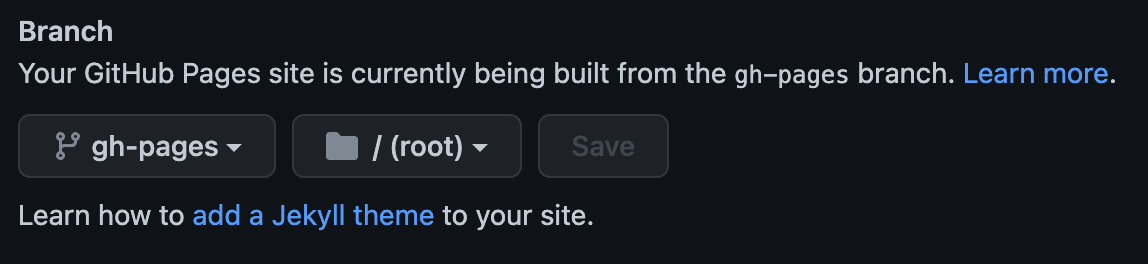 Branch
Your GitHub Pages site is currently being built from the gh-pages branch. Learn more.
gh-pages / (root) Save
Learn how to add a Jekyll theme to your site.